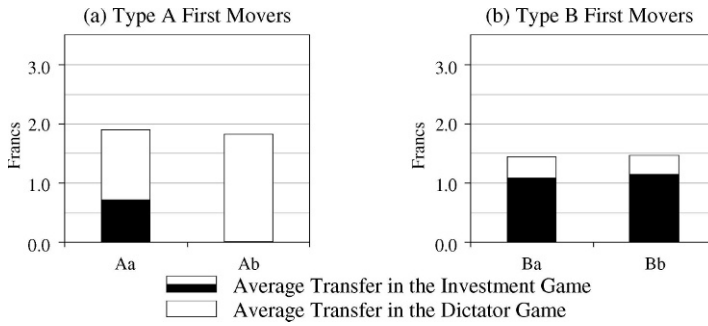 (a) Type A First Movers
3.0
2.0
1.0
0.0
Francs
Aa Ab
(b) Type B First Movers
3.0
2.0
1.0
0.0
Francs
Ba Bb
Average Transfer in the Investment Game
Average Transfer in the Dictator Game